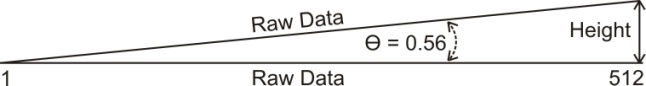 Raw Data
Height
Θ = 0.56
1
Raw Data
512